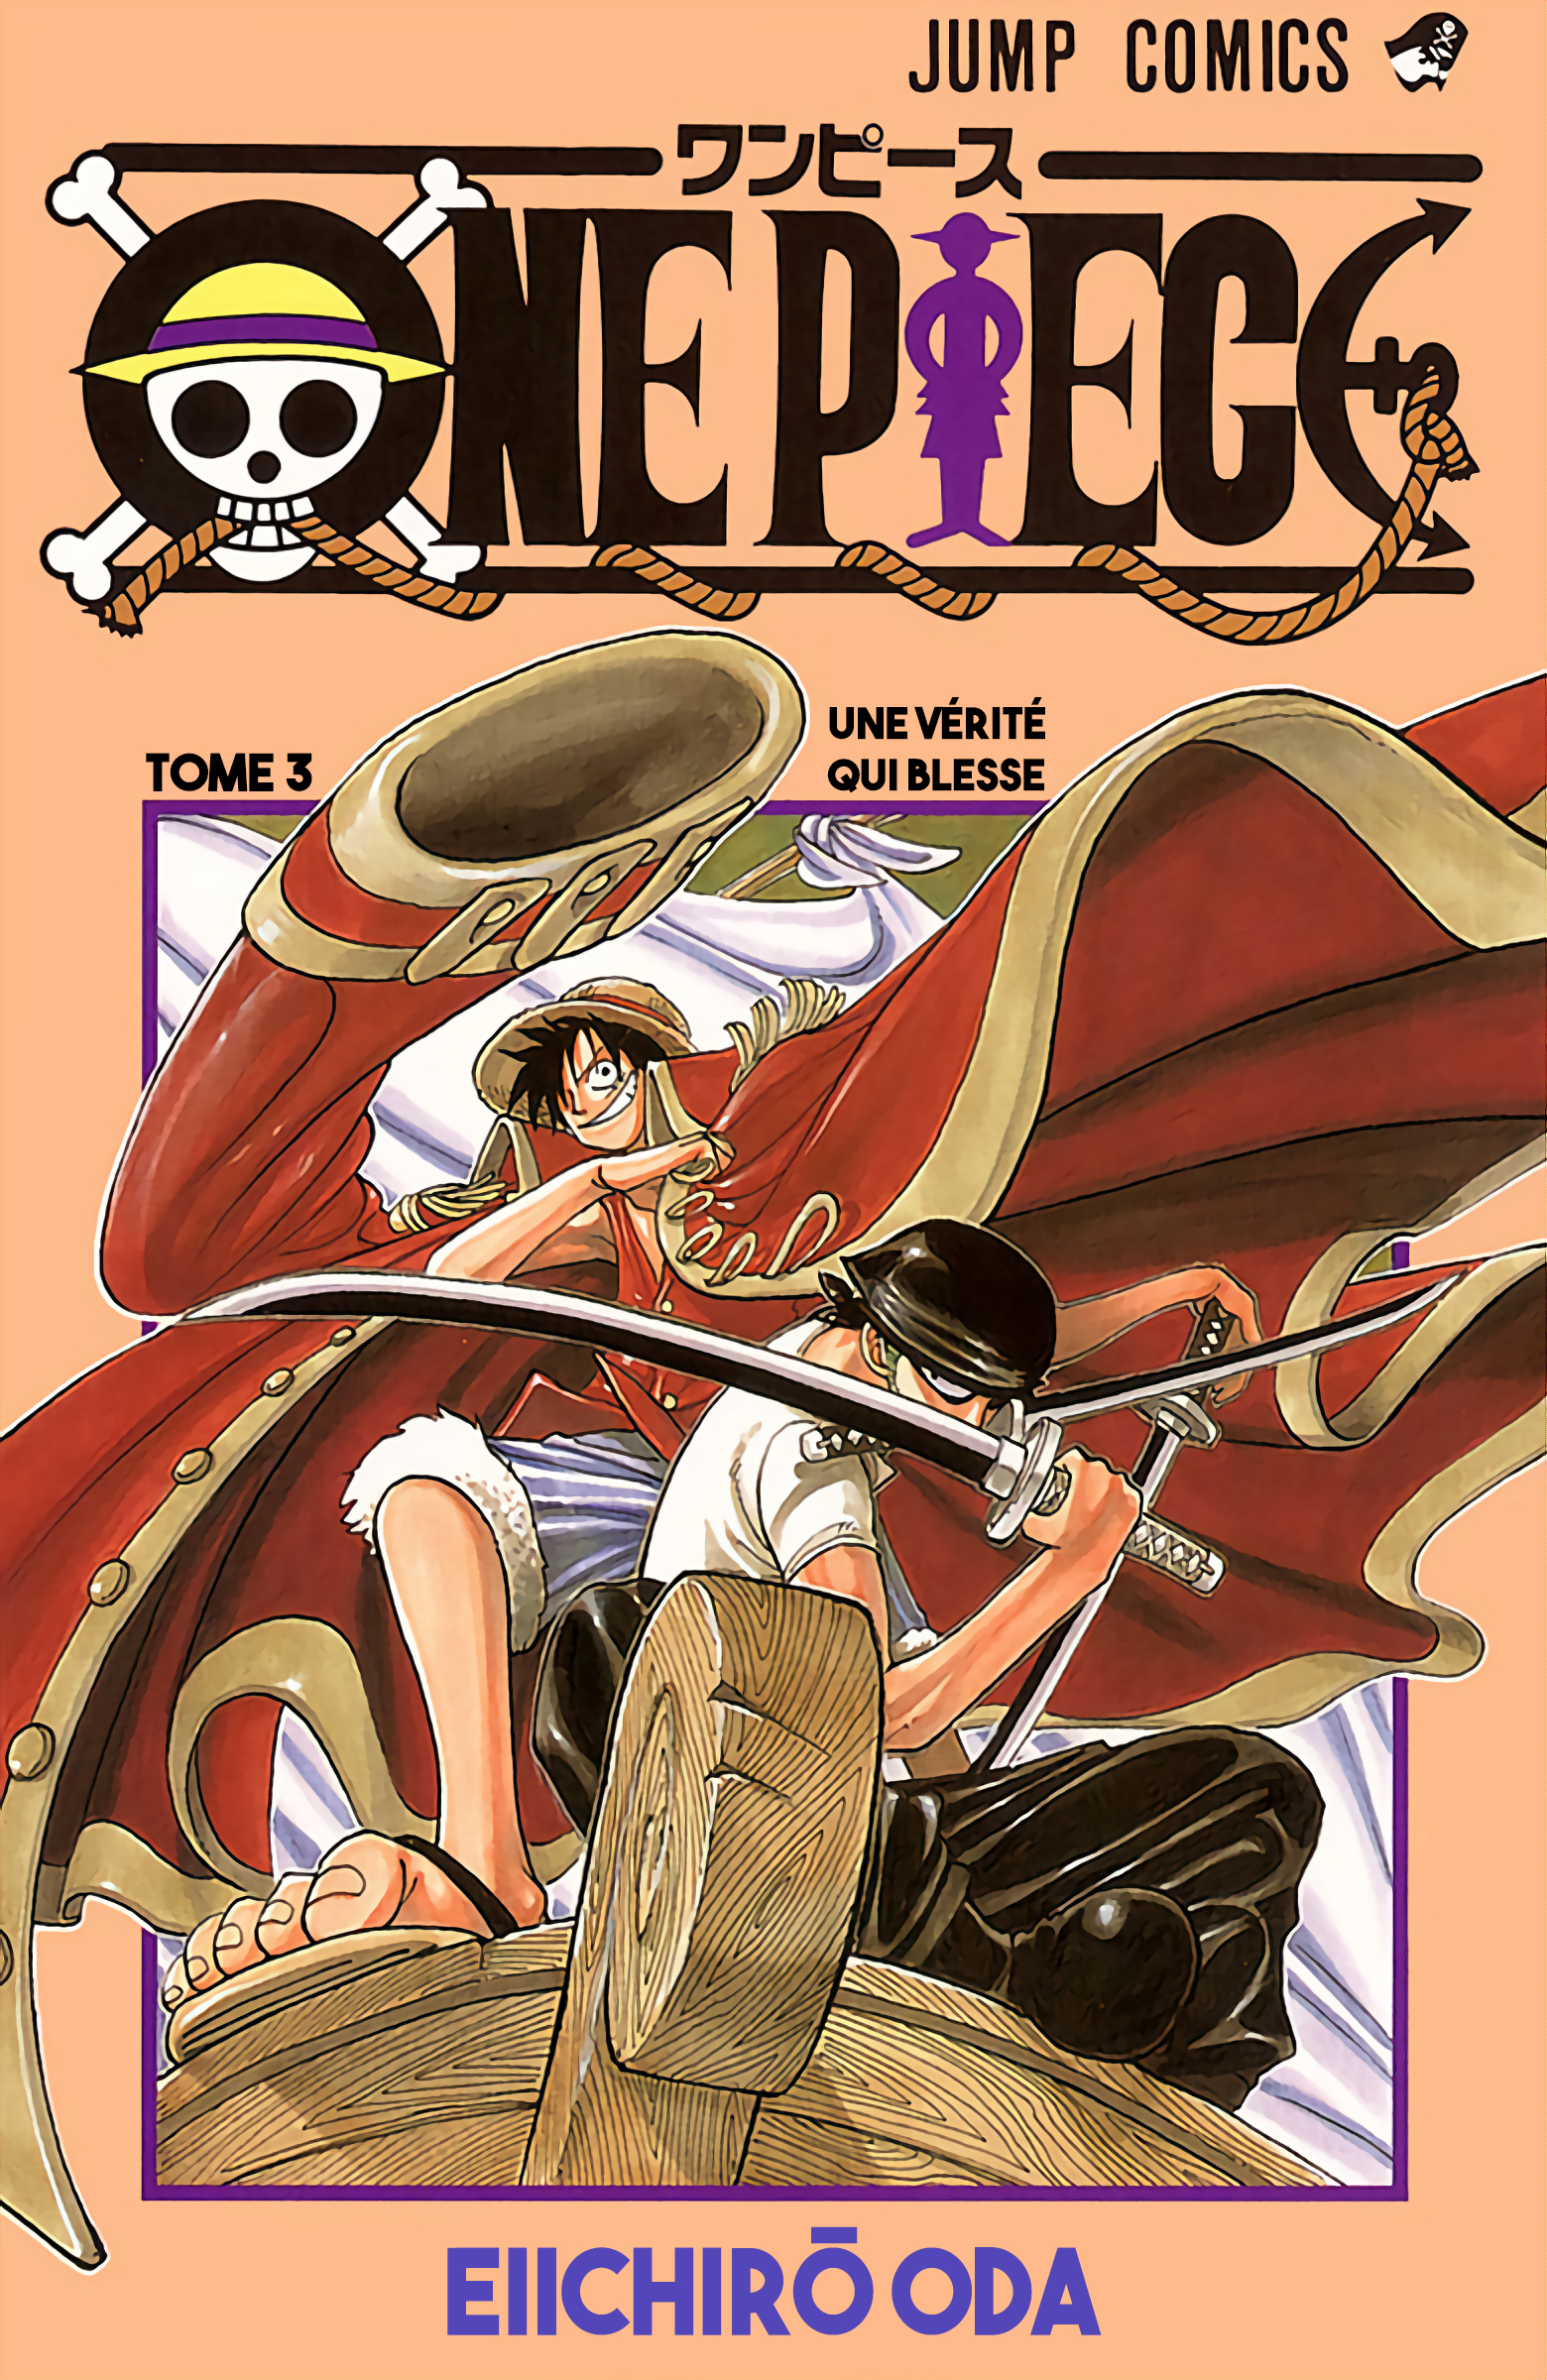 JUMP COMICS
ワンピース
ONE PIECE
TOME 3
UNE VÉRITÉ
QUI BLESSE
EIICHIRŌ ODA